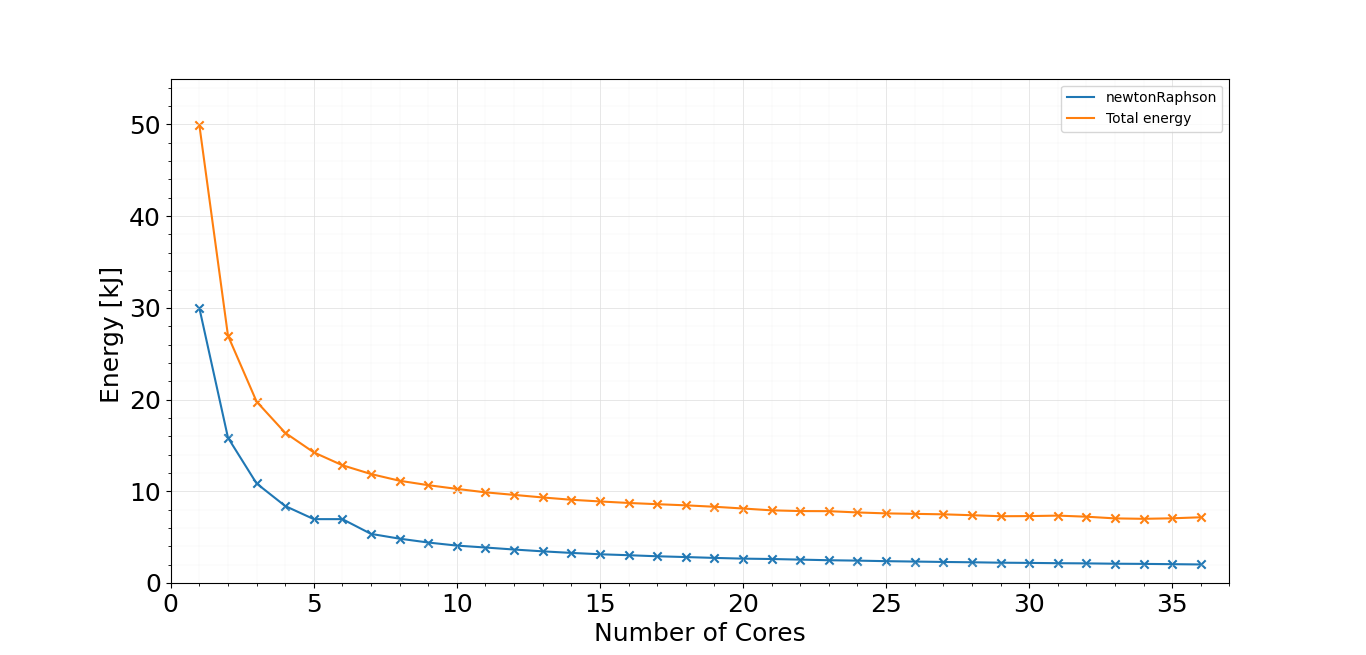 newtonRaphson
Total energy
50
40
30
20
10
0
Energy [kJ]
0 5 10 15 20 25 30 35
Number of Cores